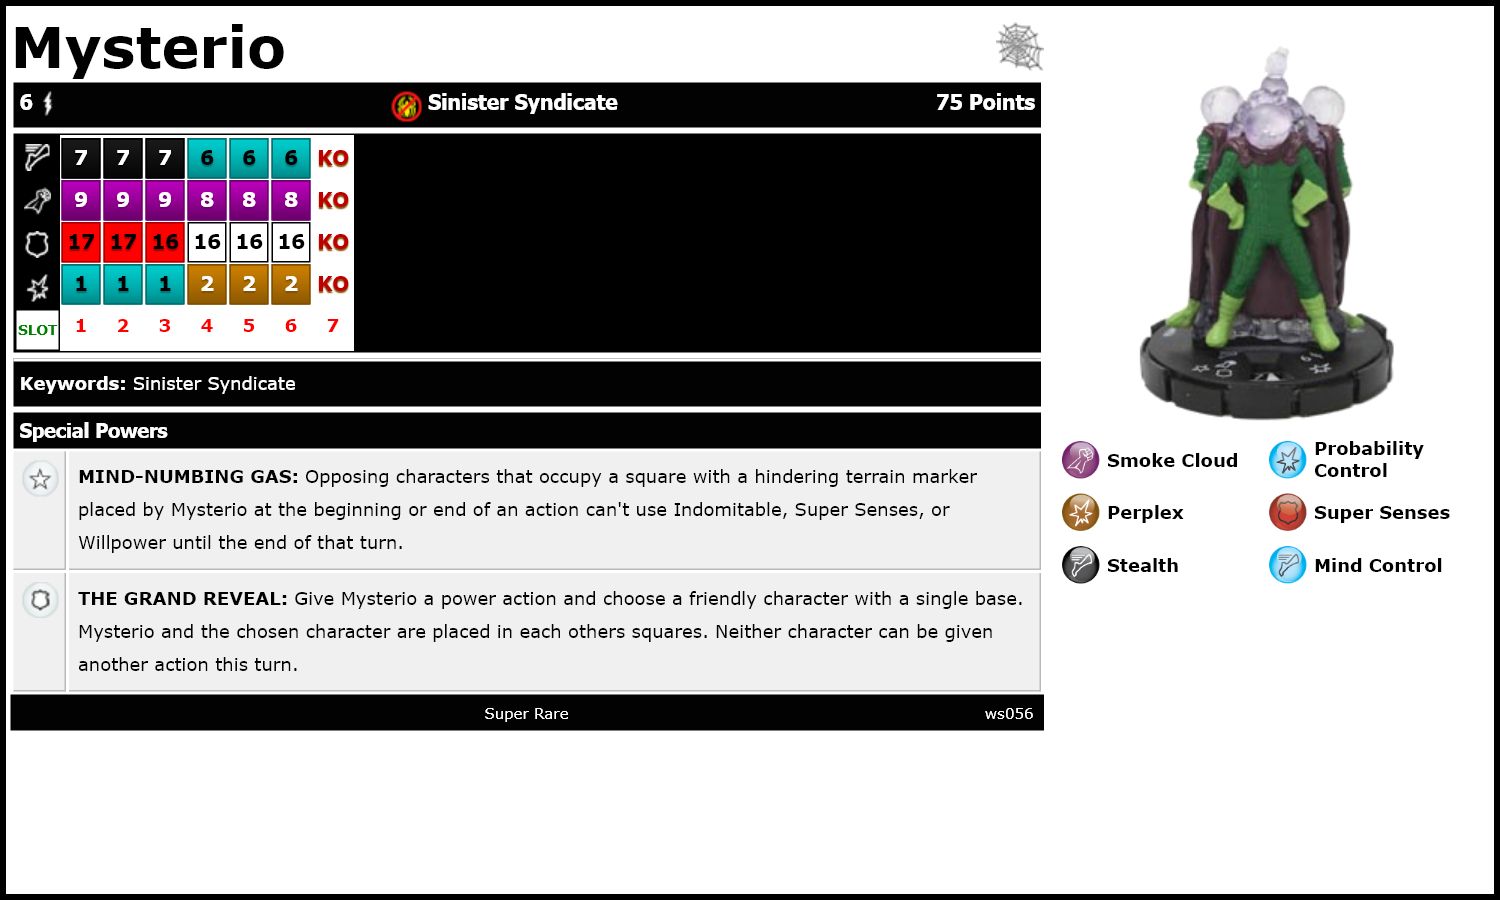 Mysterio
6 Sinister Syndicate 75 Points
7 7 7 6 6 6 KO
9 9 9 8 8 8 KO
17 17 16 16 16 16 KO
1 1 1 2 2 2 KO
SLOT 1 2 3 4 5 6 7
Keywords: Sinister Syndicate
Special Powers
MIND-NUMBING GAS: Opposing characters that occupy a square with a hindering terrain marker
placed by Mysterio at the beginning or end of an action can't use Indomitable, Super Senses, or
Willpower until the end of that turn.
THE GRAND REVEAL: Give Mysterio a power action and choose a friendly character with a single base.
Mysterio and the chosen character are placed in each others squares. Neither character can be given
another action this turn.
Super Rare ws056
Smoke Cloud
Probability
Control
Perplex
Super Senses
Stealth
Mind Control